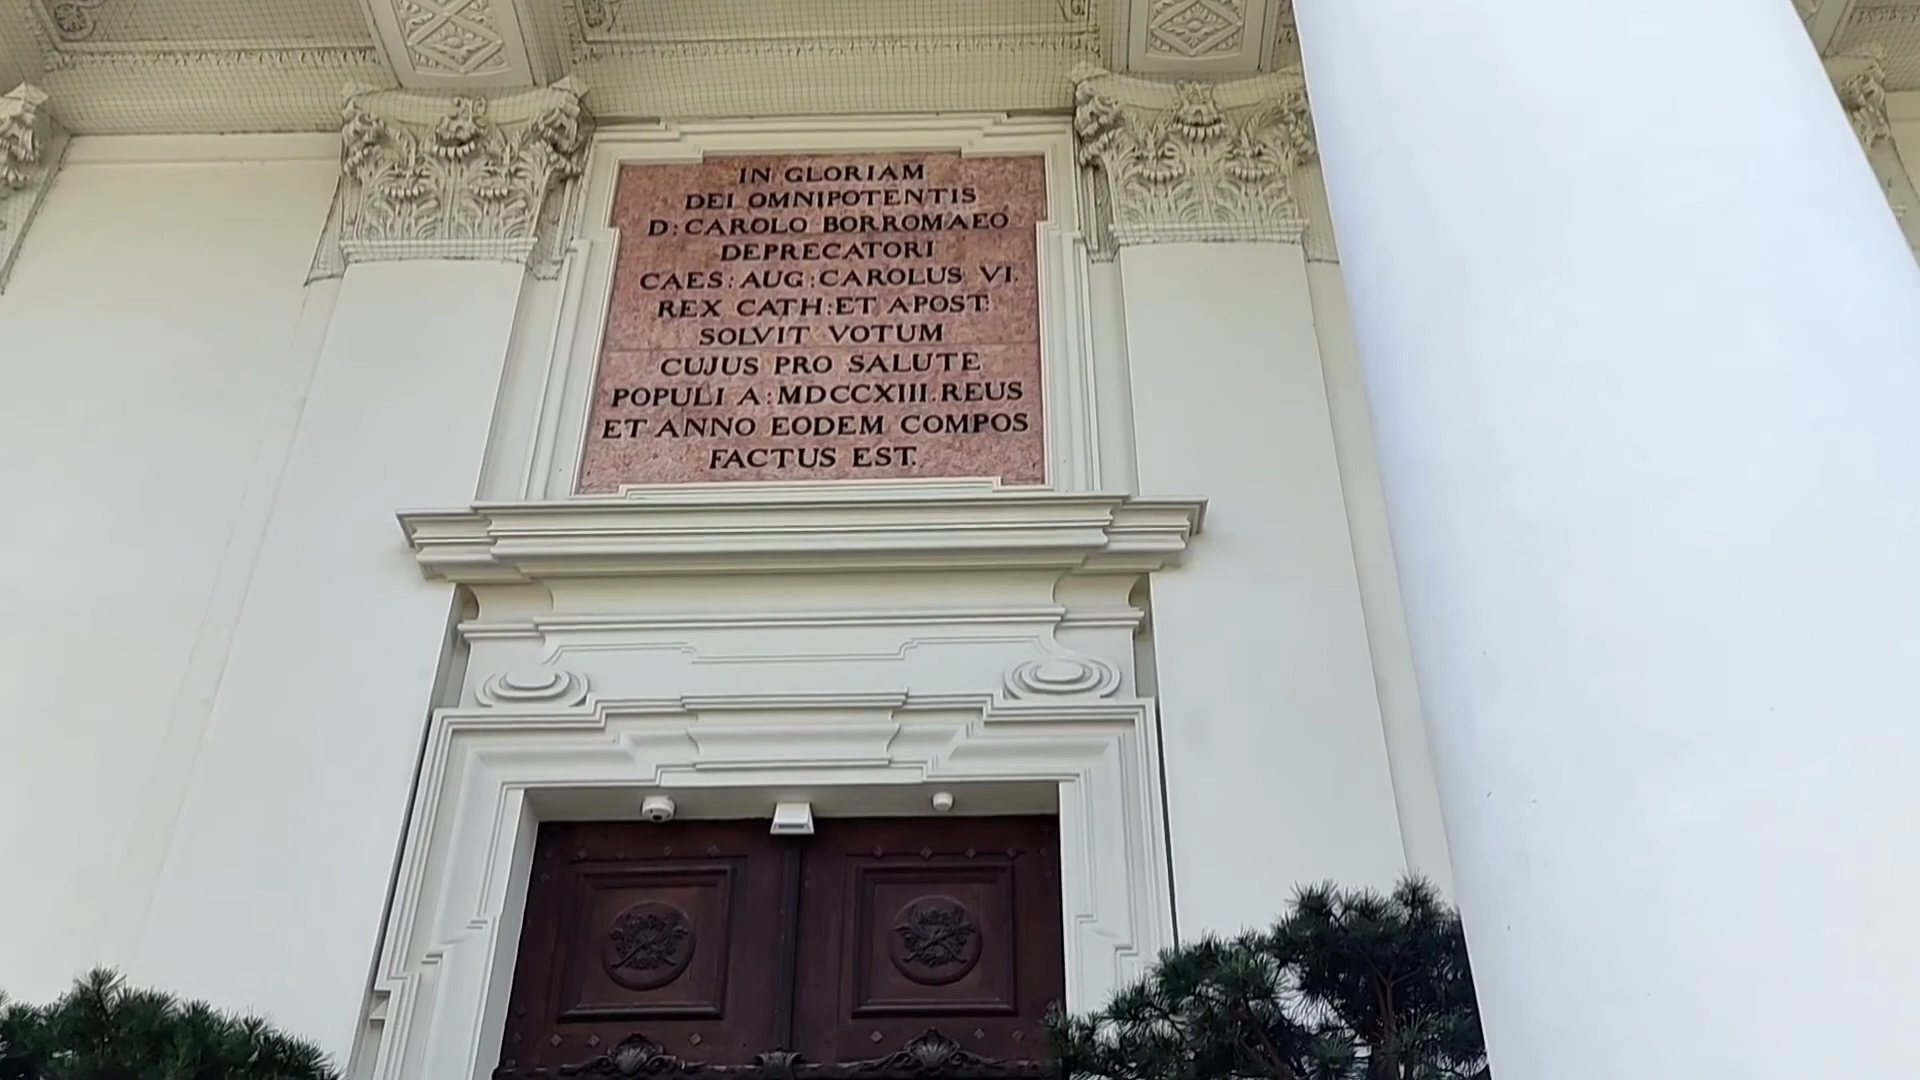 IN GLORIAM
DEI OMNIPOTENTIS
D: CAROLO BORROMAEO
DEPRECATORI
CAES: AUG: CAROLUS VI.
REX CATH: ET APOST:
SOLVIT VOTUM
CUJUS PRO SALUTE
POPULI A: MDCCXIII. REUS
ET ANNO EODEM COMPOS
FACTUS EST.